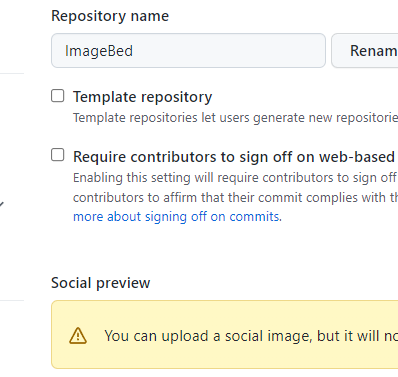 Repository name
ImageBed
Renam
Template repository
Template repositories let users generate new repositorie
Require contributors to sign off on web-based
Enabling this setting will require contributors to sign off
contributors to affirm that their commit complies with th
more about signing off on commits.
Social preview
You can upload a social image, but it will no